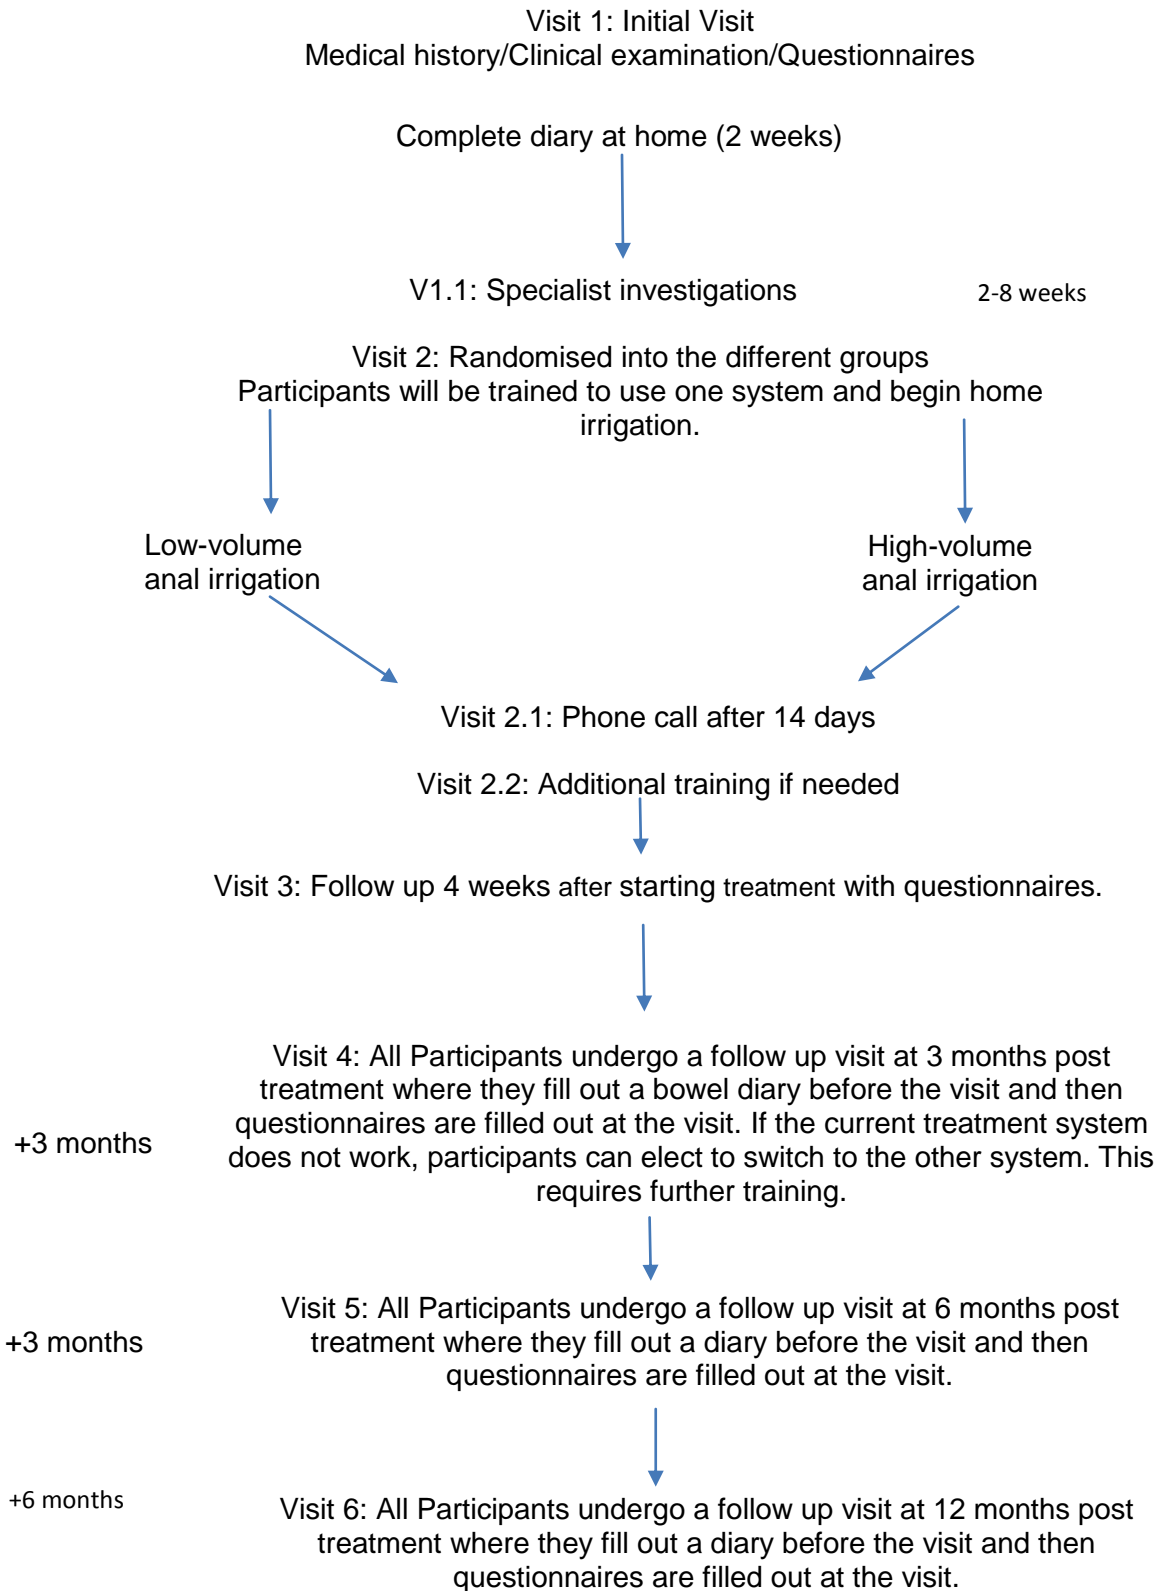 Visit 1: Initial Visit
Medical history/Clinical examination/Questionnaires
Complete diary at home (2 weeks)
V1.1: Specialist investigations
2-8 weeks
Visit 2: Randomised into the different groups
Participants will be trained to use one system and begin home
irrigation.
Low-volume
anal irrigation
High-volume
anal irrigation
Visit 2.1: Phone call after 14 days
Visit 2.2: Additional training if needed
Visit 3: Follow up 4 weeks after starting treatment with questionnaires.
+3 months
Visit 4: All Participants undergo a follow up visit at 3 months post
treatment where they fill out a bowel diary before the visit and then
questionnaires are filled out at the visit. If the current treatment system
does not work, participants can elect to switch to the other system. This
requires further training.
+3 months
Visit 5: All Participants undergo a follow up visit at 6 months post
treatment where they fill out a diary before the visit and then
questionnaires are filled out at the visit.
+6 months
Visit 6: All Participants undergo a follow up visit at 12 months post
treatment where they fill out a diary before the visit and then
questionnaires are filled out at the visit.